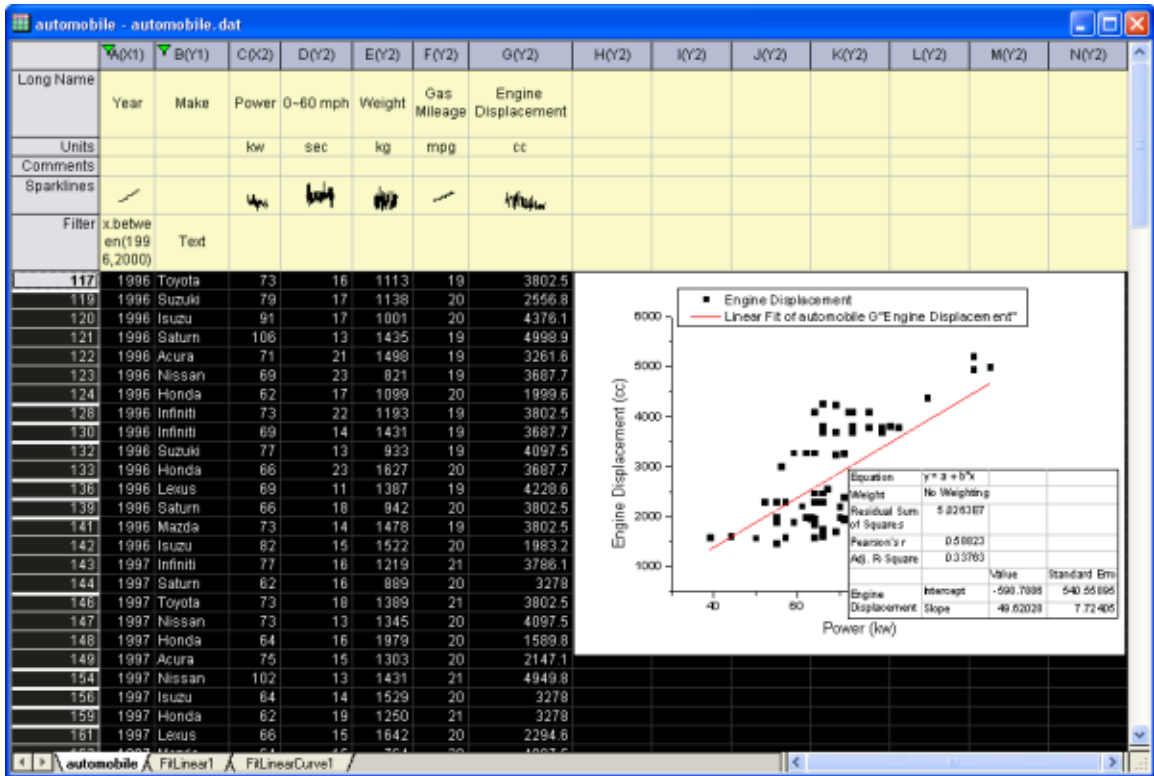 automobile - automobile.dat
A(X1) B(Y1) C(X2) D(Y2) E(Y2) F(Y2) G(Y2) H(Y2) I(Y2) J(Y2) K(Y2) L(Y2) M(Y2) N(Y2)
Long Name Year Make Power 0~60 mph Weight Gas Mileage Engine Displacement
Units kw sec kg mpg cc
Comments
Sparklines
Filter x.between(1996,2000) Text
117 1996 Toyota 73 16 1113 19 3802.5
119 1996 Suzuki 79 17 1138 20 2556.8
120 1996 Isuzu 91 17 1001 20 4376.1
121 1996 Saturn 106 13 1435 19 4998.9
122 1996 Acura 71 21 1498 19 3261.6
123 1996 Nissan 69 23 821 19 3687.7
124 1996 Honda 62 17 1099 20 1999.6
128 1996 Infiniti 73 22 1193 19 3802.5
130 1996 Infiniti 69 14 1431 19 3687.7
132 1996 Suzuki 77 13 933 19 4097.5
133 1996 Honda 66 23 1627 20 3687.7
136 1996 Lexus 69 11 1387 19 4228.6
139 1996 Saturn 66 18 942 20 3802.5
141 1996 Mazda 73 14 1478 19 3802.5
142 1996 Isuzu 82 15 1522 20 1983.2
143 1997 Infiniti 77 16 1219 21 3786.1
144 1997 Saturn 62 16 889 20 3278
146 1997 Toyota 73 18 1389 21 3802.5
147 1997 Nissan 73 13 1345 20 4097.5
148 1997 Honda 64 16 1979 20 1589.8
149 1997 Acura 75 15 1303 20 2147.1
154 1997 Nissan 102 13 1431 21 4949.8
156 1997 Isuzu 64 14 1529 20 3278
159 1997 Honda 62 19 1250 21 3278
161 1997 Lexus 66 15 1642 20 2294.6
Engine Displacement
Linear Fit of automobile G"Engine Displacement"
Engine Displacement (cc)
6000
5000
4000
3000
2000
1000
40 60
Power (kw)
Equation y = a + b*x
Weight No Weighting
Residual Sum of Squares
Pearson's r 0.58823
Adj. R-Square 0.33763
Value Standard Erro
Engine Displacement Intercept
Slope 49.62028 7.72405
automobile FitLinear1 FitLinearCurve1